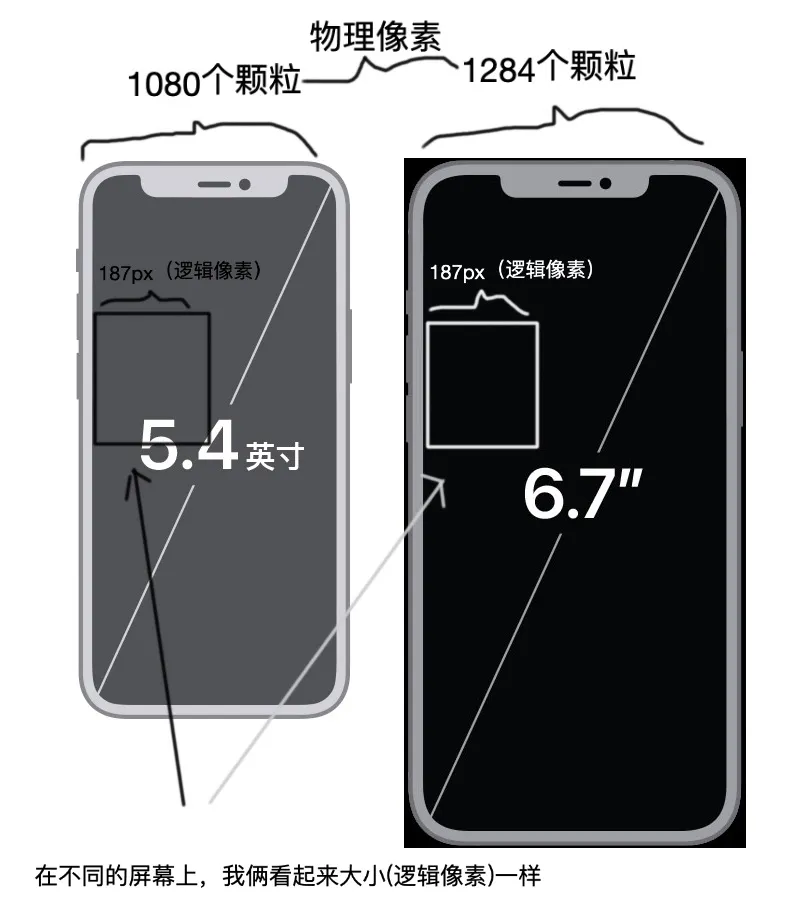 物理像素
1080个颗粒
1284个颗粒
187px（逻辑像素）
187px（逻辑像素）
5.4英寸
6.7″
在不同的屏幕上，我俩看起来大小(逻辑像素)一样